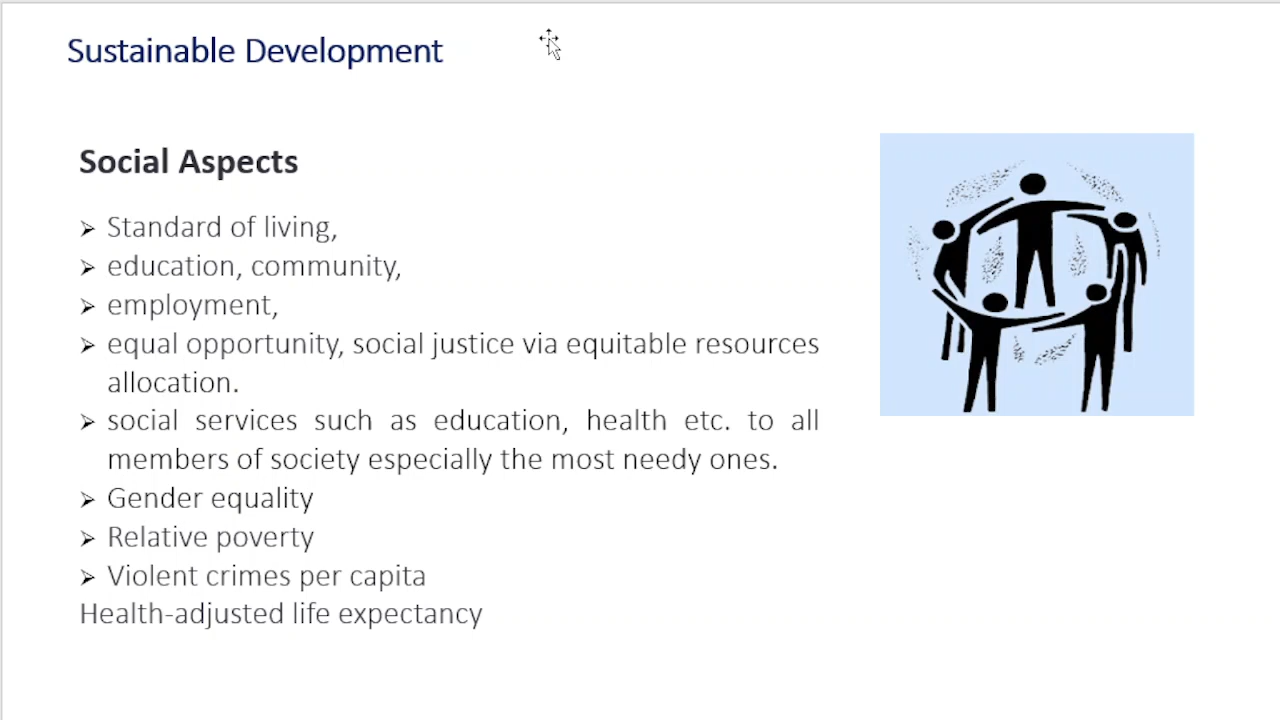 Sustainable Development
Social Aspects
➢ Standard of living,
➢ education, community,
➢ employment,
➢ equal opportunity, social justice via equitable resources
allocation.
➢ social services such as education, health etc. to all
members of society especially the most needy ones.
➢ Gender equality
➢ Relative poverty
➢ Violent crimes per capita
Health-adjusted life expectancy